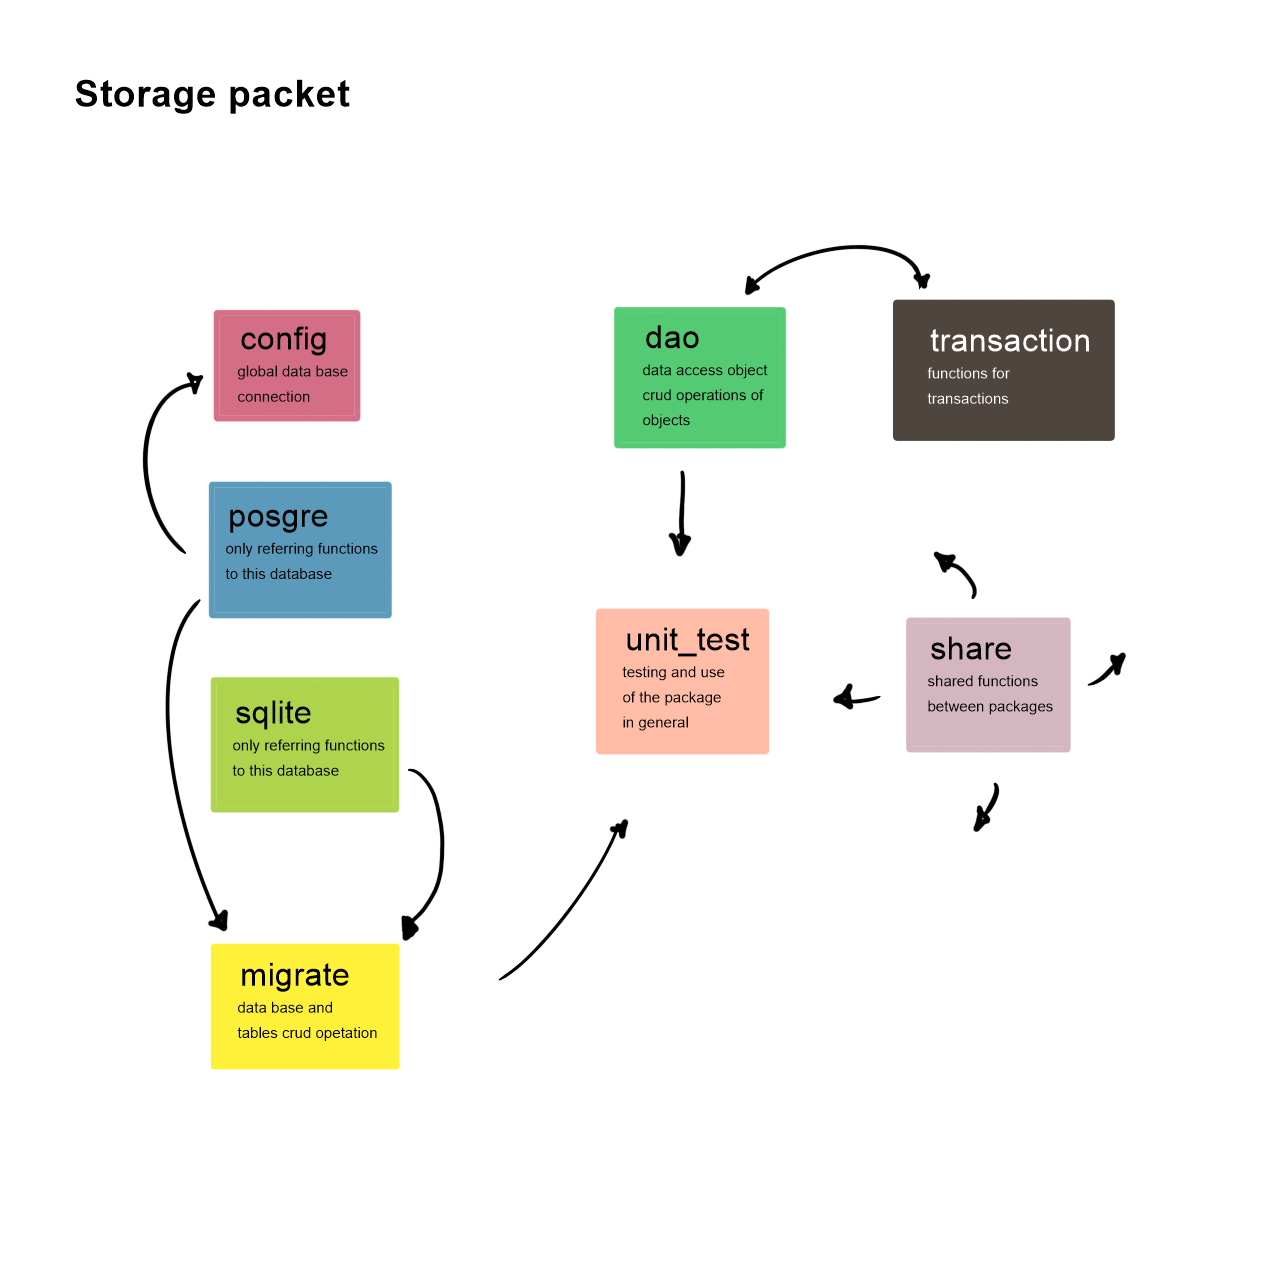 Storage packet
config
global data base
connection
posgre
only referring functions
to this database
sqlite
only referring functions
to this database
migrate
data base and
tables crud opetation
dao
data access object
crud operations of
objects
transaction
functions for
transactions
unit_test
testing and use
of the package
in general
share
shared functions
between packages